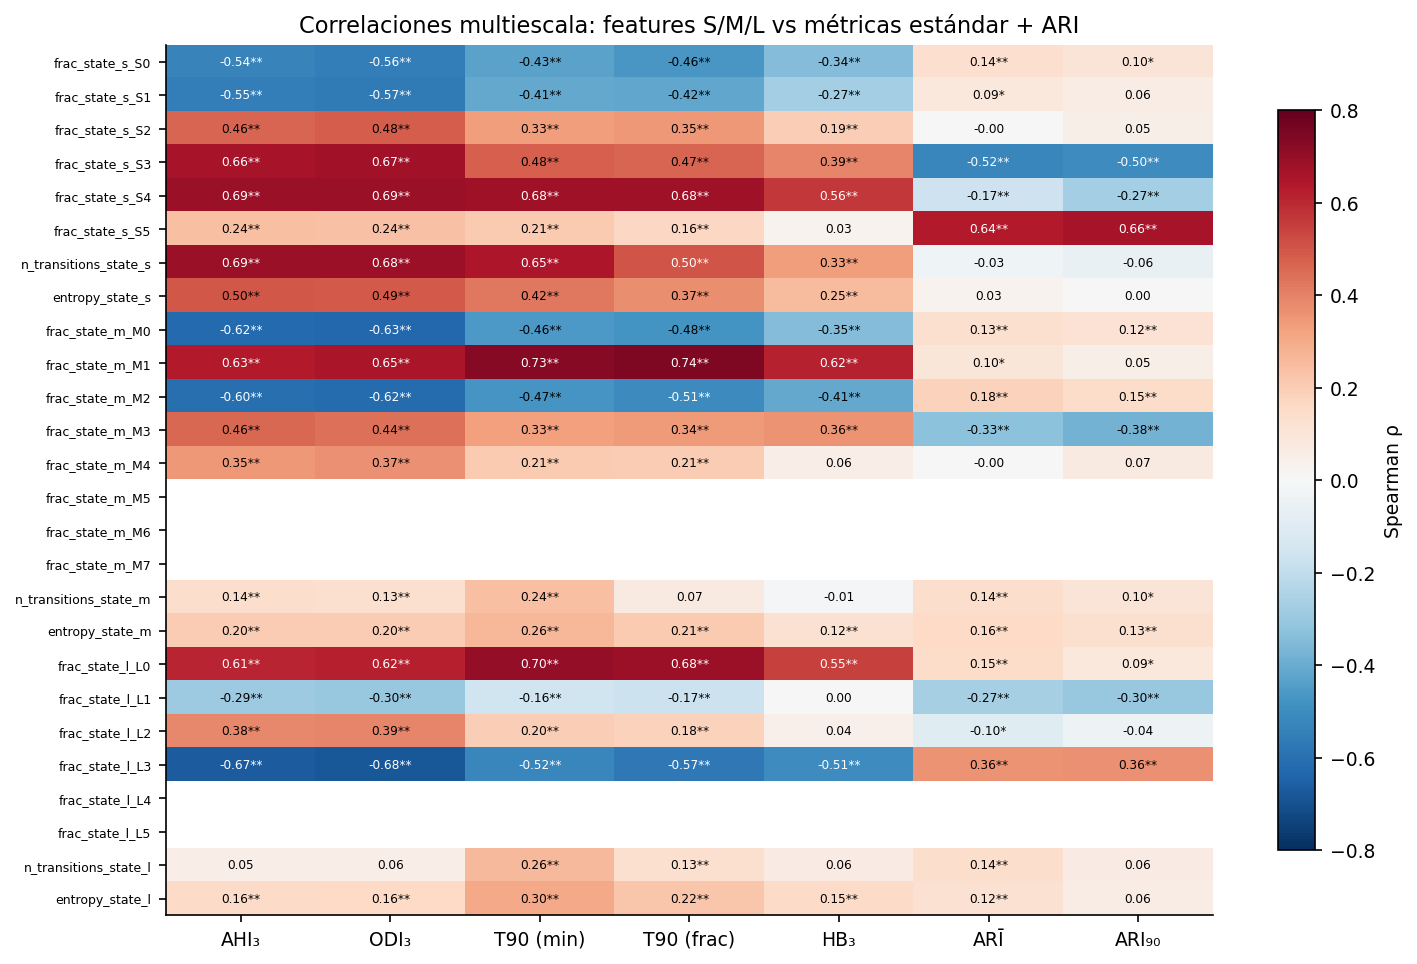 Correlaciones multiescala: features S/M/L vs métricas estándar + ARI
frac_state_s_S0 -0.54** -0.56** -0.43** -0.46** -0.34** 0.14** 0.10*
frac_state_s_S1 -0.55** -0.57** -0.41** -0.42** -0.27** 0.09* 0.06
frac_state_s_S2 0.46** 0.48** 0.33** 0.35** 0.19** -0.00 0.05
frac_state_s_S3 0.66** 0.67** 0.48** 0.47** 0.39** -0.52** -0.50**
frac_state_s_S4 0.69** 0.69** 0.68** 0.68** 0.56** -0.17** -0.27**
frac_state_s_S5 0.24** 0.24** 0.21** 0.16** 0.03 0.64** 0.66**
n_transitions_state_s 0.69** 0.68** 0.65** 0.50** 0.33** -0.03 -0.06
entropy_state_s 0.50** 0.49** 0.42** 0.37** 0.25** 0.03 0.00
frac_state_m_M0 -0.62** -0.63** -0.46** -0.48** -0.35** 0.13** 0.12**
frac_state_m_M1 0.63** 0.65** 0.73** 0.74** 0.62** 0.10* 0.05
frac_state_m_M2 -0.60** -0.62** -0.47** -0.51** -0.41** 0.18** 0.15**
frac_state_m_M3 0.46** 0.44** 0.33** 0.34** 0.36** -0.33** -0.38**
frac_state_m_M4 0.35** 0.37** 0.21** 0.21** 0.06 -0.00 0.07
frac_state_m_M5
frac_state_m_M6
frac_state_m_M7
n_transitions_state_m 0.14** 0.13** 0.24** 0.07 -0.01 0.14** 0.10*
entropy_state_m 0.20** 0.20** 0.26** 0.21** 0.12** 0.16** 0.13**
frac_state_l_L0 0.61** 0.62** 0.70** 0.68** 0.55** 0.15** 0.09*
frac_state_l_L1 -0.29** -0.30** -0.16** -0.17** 0.00 -0.27** -0.30**
frac_state_l_L2 0.38** 0.39** 0.20** 0.18** 0.04 -0.10* -0.04
frac_state_l_L3 -0.67** -0.68** -0.52** -0.57** -0.51** 0.36** 0.36**
frac_state_l_L4
frac_state_l_L5
n_transitions_state_l 0.05 0.06 0.26** 0.13** 0.06 0.14** 0.06
entropy_state_l 0.16** 0.16** 0.30** 0.22** 0.15** 0.12** 0.06
AHI₃ ODI₃ T90 (min) T90 (frac) HB₃ ARĪ ARI₉₀
0.8
0.6
0.4
0.2
0.0
−0.2
−0.4
−0.6
−0.8
Spearman ρ